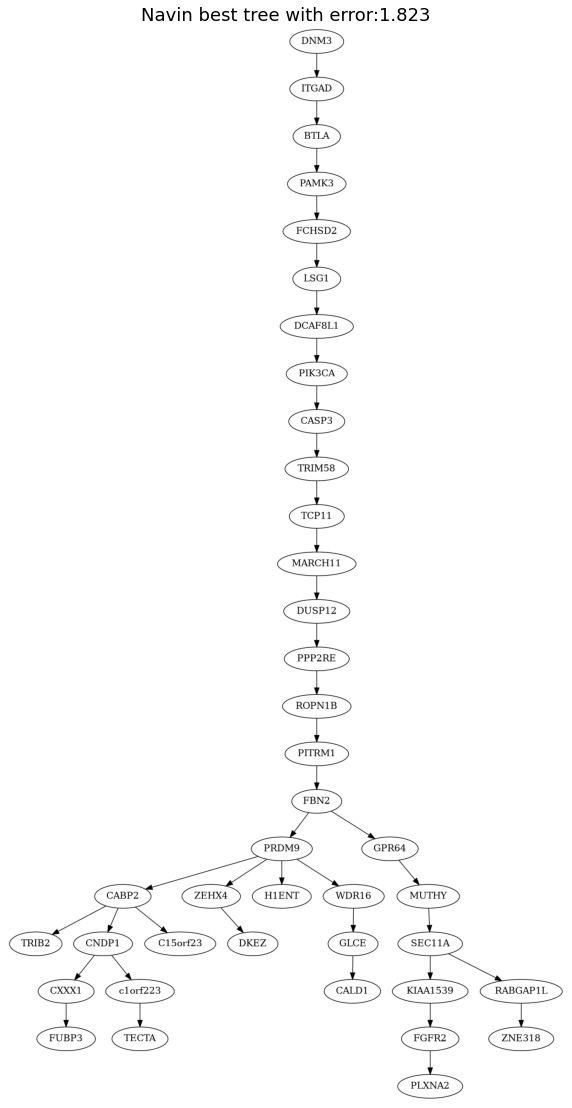 Navin best tree with error:1.823
DNM3
ITGAD
BTLA
PAMK3
FCHSD2
LSG1
DCAF8L1
PIK3CA
CASP3
TRIM58
TCP11
MARCH11
DUSP12
PPP2RE
ROPN1B
PITRM1
FBN2
PRDM9 GPR64
CABP2 ZEHX4 H1ENT WDR16 MUTHY
TRIB2 CNDP1 C15orf23 DKEZ GLCE SEC11A
CXXX1 c1orf223 CALD1 KIAA1539 RABGAP1L
FUBP3 TECTA FGFR2 ZNE318
PLXNA2